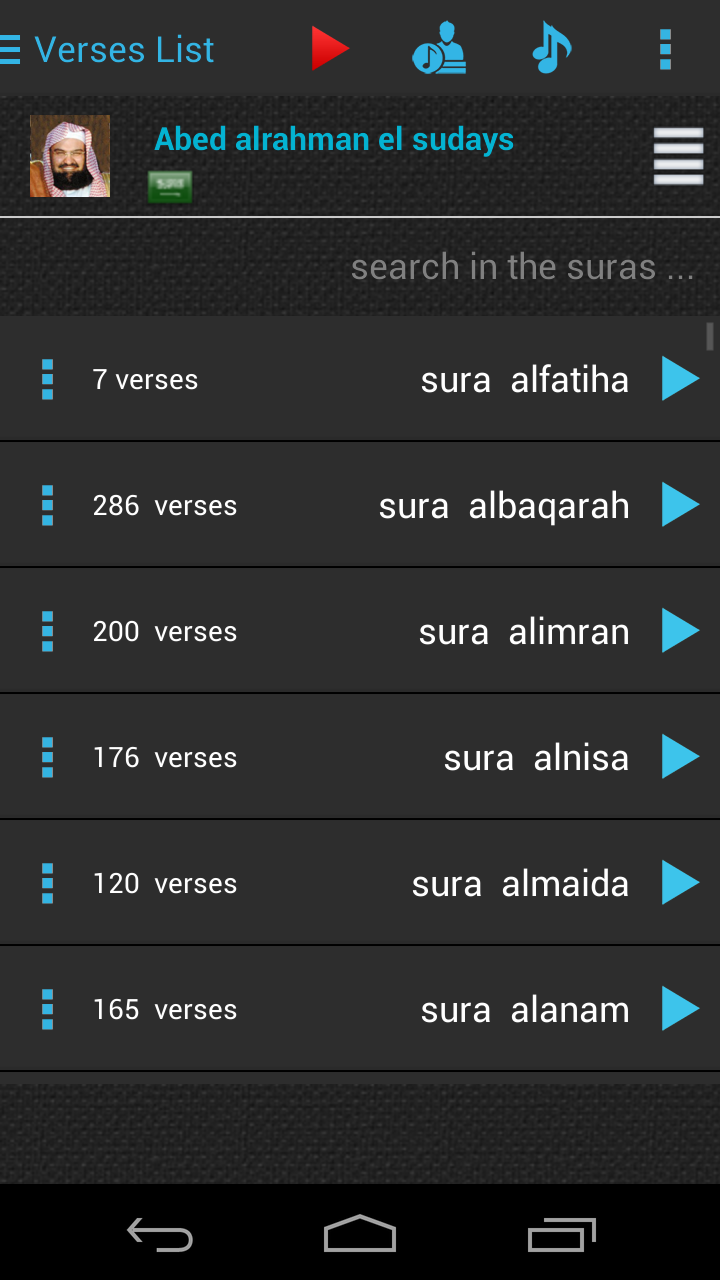 Verses List
Abed alrahman el sudays
search in the suras ...
7 verses sura alfatiha
286 verses sura albaqarah
200 verses sura alimran
176 verses sura alnisa
120 verses sura almaida
165 verses sura alanam